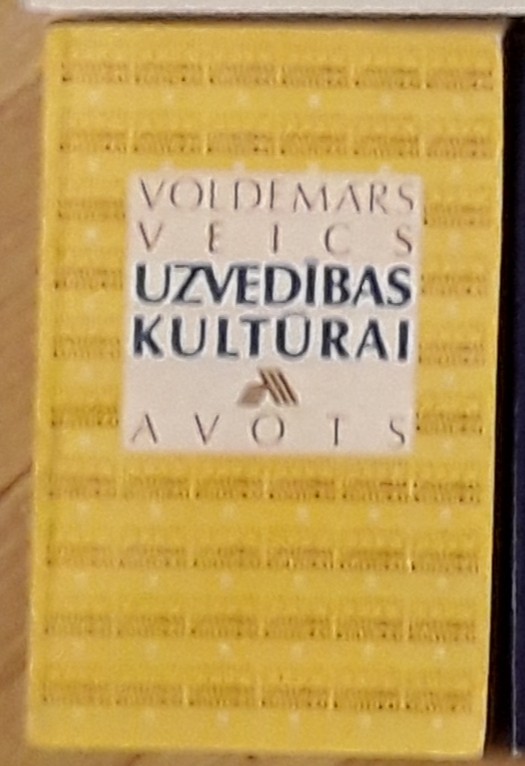 VOLDEMĀRS
VEICS
UZVEDĪBAS
KULTŪRAI
AVOTS